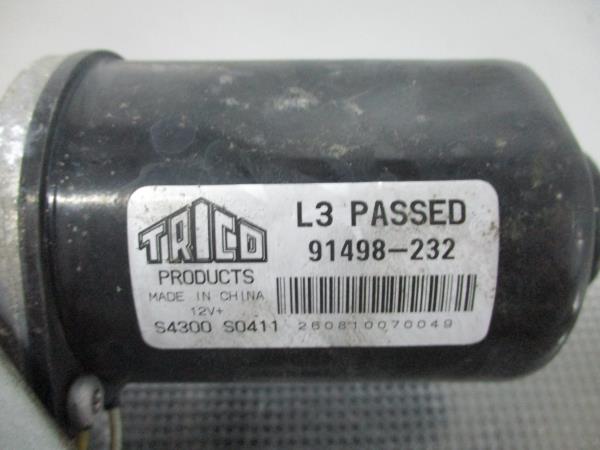 TRICO
PRODUCTS
MADE IN CHINA
12V+
S4300 S0411
L3 PASSED
91498-232
260810070049